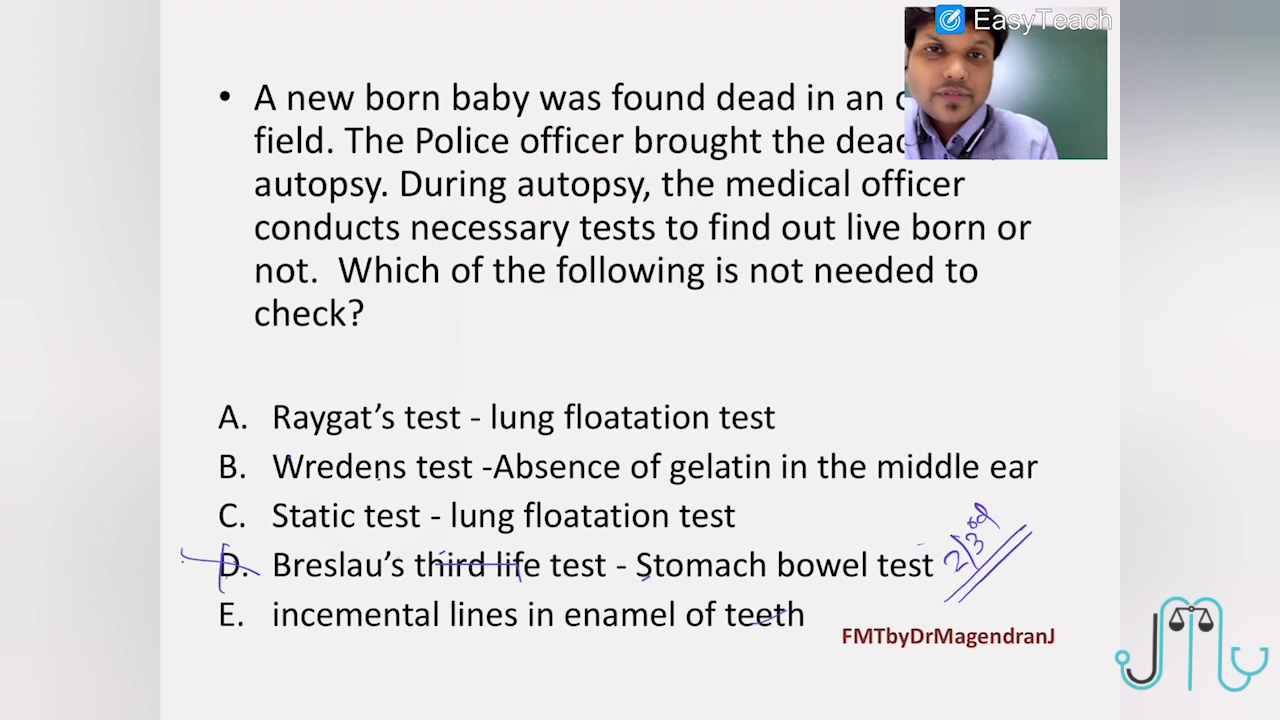 EasyTeach
• A new born baby was found dead in an
field. The Police officer brought the
autopsy. During autopsy, the medical officer
conducts necessary tests to find out live born or
not. Which of the following is not needed to
check?
A. Raygat's test - lung floatation test
B. Wredens test -Absence of gelatin in the middle ear
C. Static test - lung floatation test
2/3rd
D. Breslau's third life test - Stomach bowel test
E. incemental lines in enamel of teeth
FMTbyDrMagendranJ